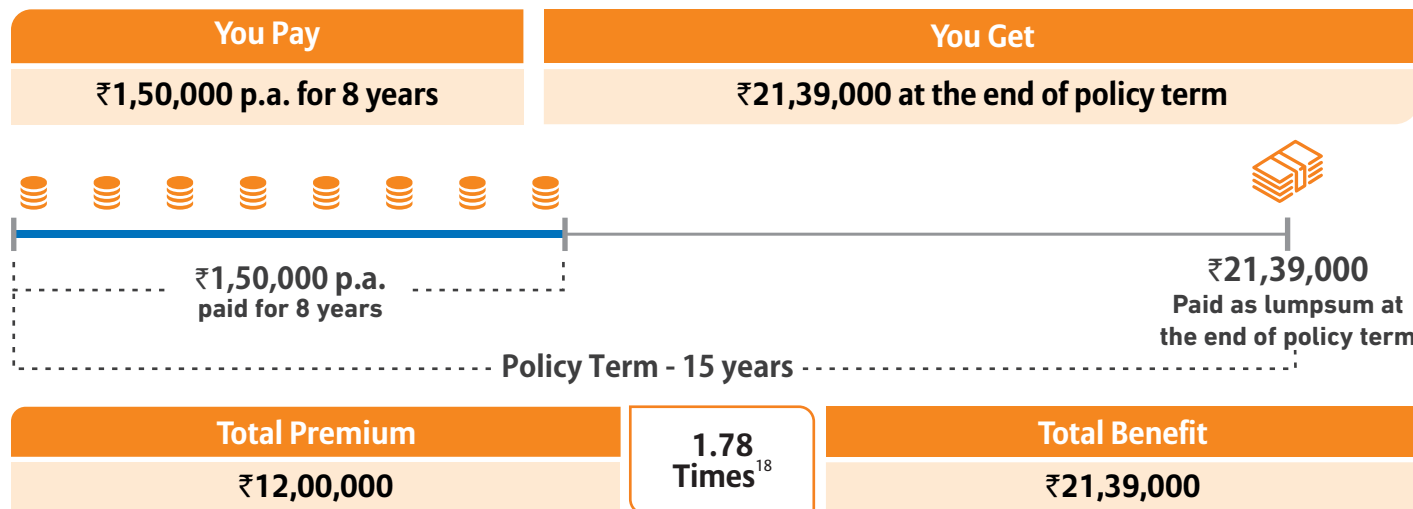 You Pay
You Get
₹1,50,000 p.a. for 8 years
₹21,39,000 at the end of policy term
₹1,50,000 p.a.
paid for 8 years
₹21,39,000
Paid as lumpsum at
the end of policy term
Policy Term - 15 years
Total Premium
1.78
Times18
Total Benefit
₹12,00,000
₹21,39,000